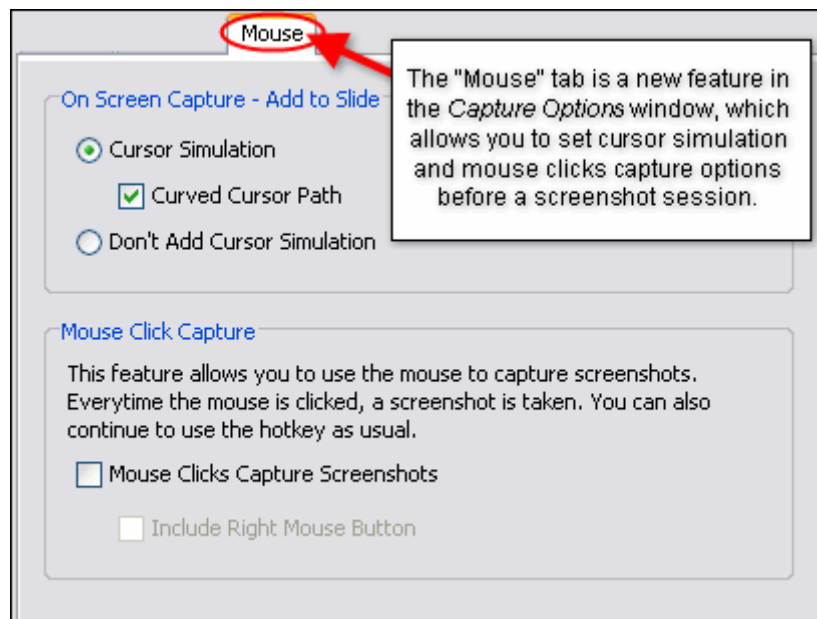 Mouse
The "Mouse" tab is a new feature in
the Capture Options window, which
allows you to set cursor simulation
and mouse clicks capture options
before a screenshot session.
On Screen Capture - Add to Slide
Cursor Simulation
Curved Cursor Path
Don't Add Cursor Simulation
Mouse Click Capture
This feature allows you to use the mouse to capture screenshots.
Everytime the mouse is clicked, a screenshot is taken. You can also
continue to use the hotkey as usual.
Mouse Clicks Capture Screenshots
Include Right Mouse Button